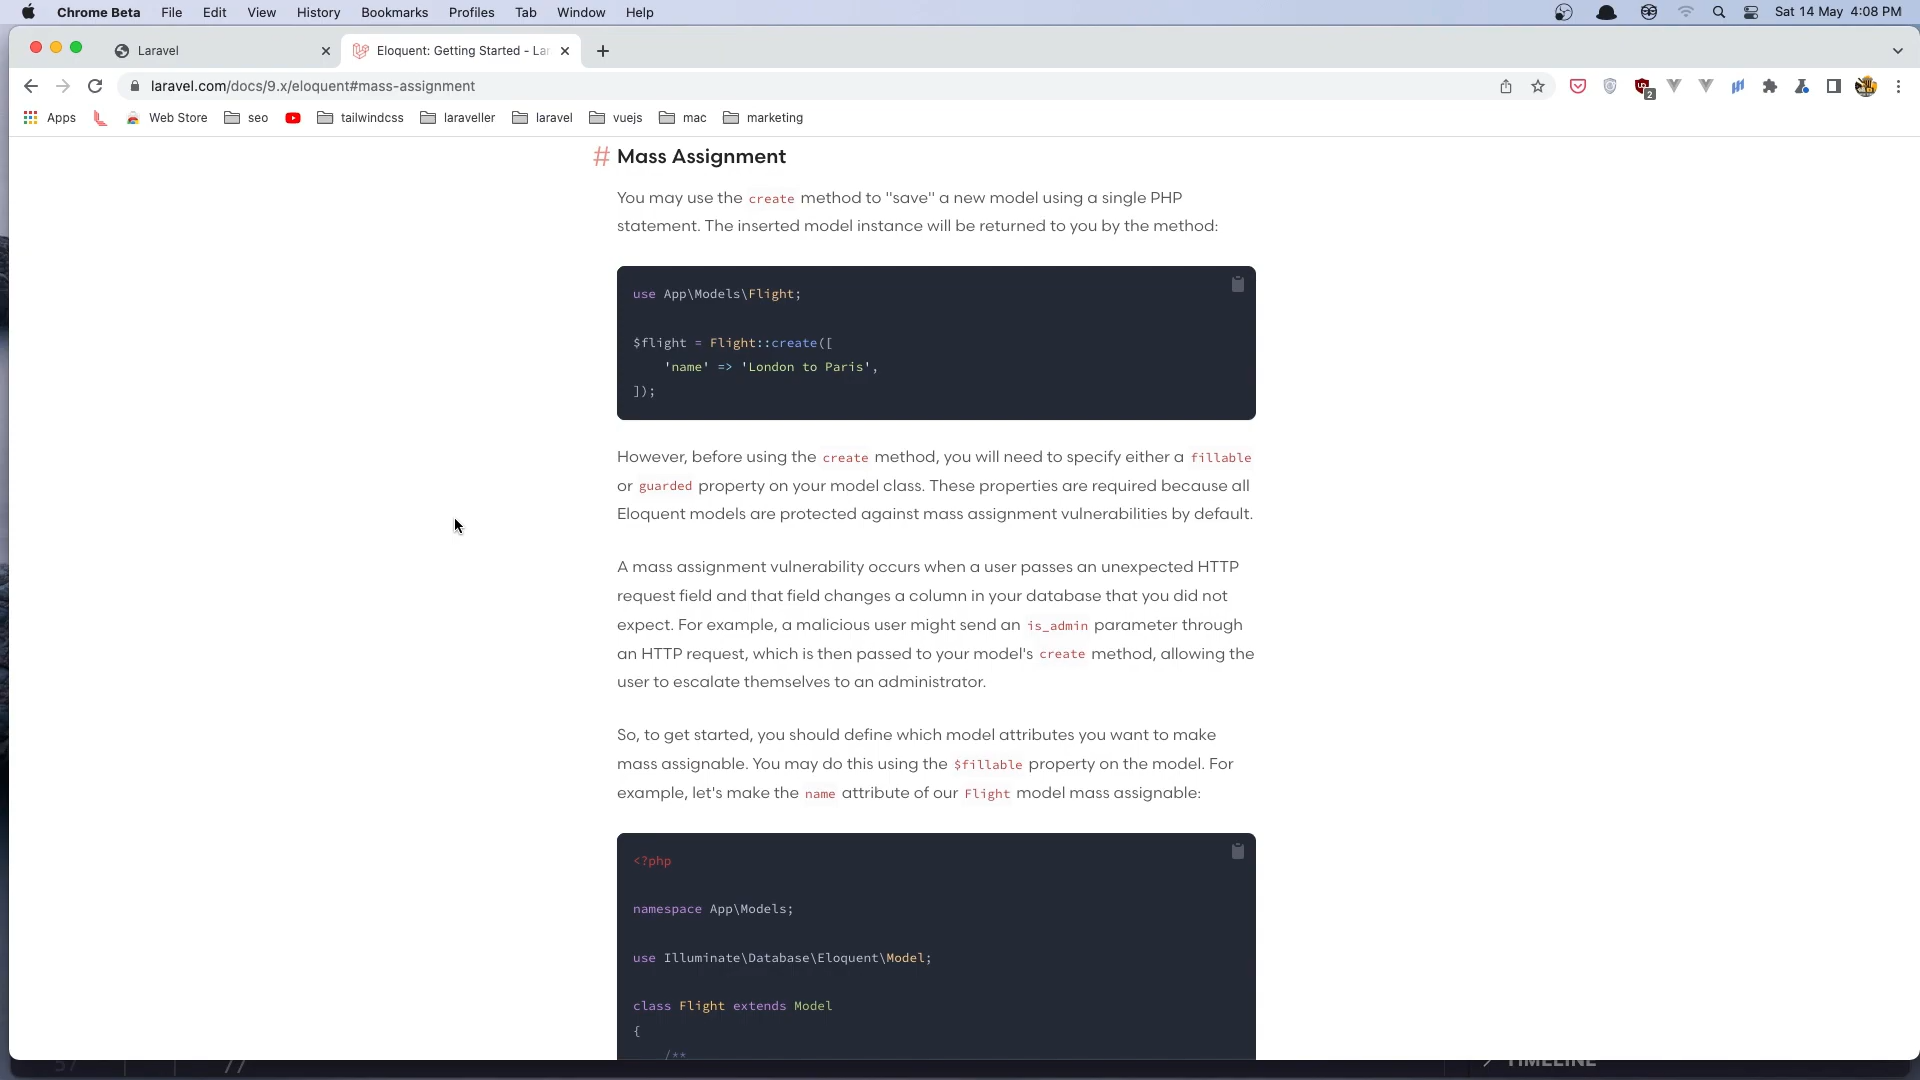 Chrome Beta File Edit View History Bookmarks Profiles Tab Window Help Sat 14 May 4:08 PM
Laravel Eloquent: Getting Started - Lar
laravel.com/docs/9.x/eloquent#mass-assignment 2
Apps Web Store seo tailwindcss laraveller laravel vuejs mac marketing
# Mass Assignment
You may use the create method to "save" a new model using a single PHP
statement. The inserted model instance will be returned to you by the method:
use App\Models\Flight;
$flight = Flight::create([
'name' => 'London to Paris',
]);
However, before using the create method, you will need to specify either a fillable
or guarded property on your model class. These properties are required because all
Eloquent models are protected against mass assignment vulnerabilities by default.
A mass assignment vulnerability occurs when a user passes an unexpected HTTP
request field and that field changes a column in your database that you did not
expect. For example, a malicious user might send an is_admin parameter through
an HTTP request, which is then passed to your model's create method, allowing the
user to escalate themselves to an administrator.
So, to get started, you should define which model attributes you want to make
mass assignable. You may do this using the $fillable property on the model. For
example, let's make the name attribute of our Flight model mass assignable:
<?php
namespace App\Models;
use Illuminate\Database\Eloquent\Model;
class Flight extends Model
{
/**
57 // TIMELINE